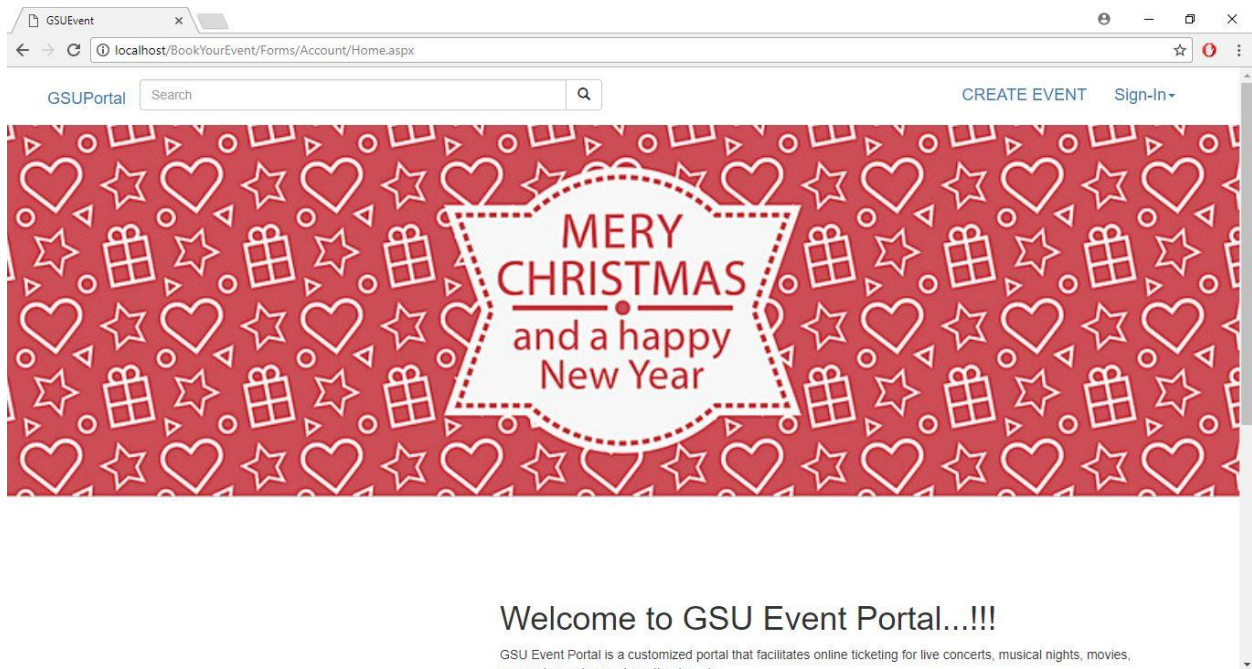 GSUEvent
localhost/BookYourEvent/Forms/Account/Home.aspx
GSUPortal
Search
CREATE EVENT
Sign-In
MERY
CHRISTMAS
and a happy
New Year
Welcome to GSU Event Portal...!!!
GSU Event Portal is a customized portal that facilitates online ticketing for live concerts, musical nights, movies,